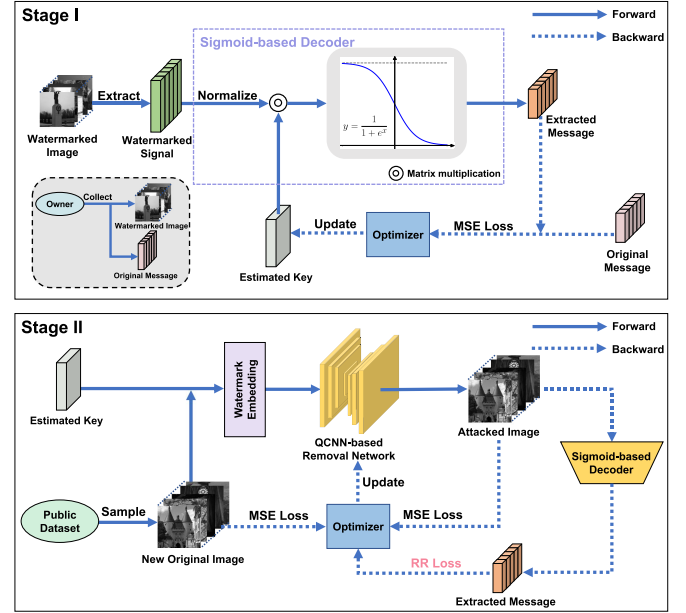 Stage I
Forward
Backward
Sigmoid-based Decoder
Extract
Normalize
y = 1 / 1 + e^x
Watermarked
Image
Watermarked
Signal
Extracted
Message
Matrix multiplication
Owner
Collect
Watermarked Image
Original Message
Estimated Key
Update
Optimizer
MSE Loss
Original
Message
Stage II
Forward
Backward
Estimated Key
Watermark
Embedding
QCNN-based
Removal Network
Attacked Image
Sigmoid-based
Decoder
Update
Public
Dataset
Sample
New Original Image
MSE Loss
Optimizer
MSE Loss
RR Loss
Extracted Message